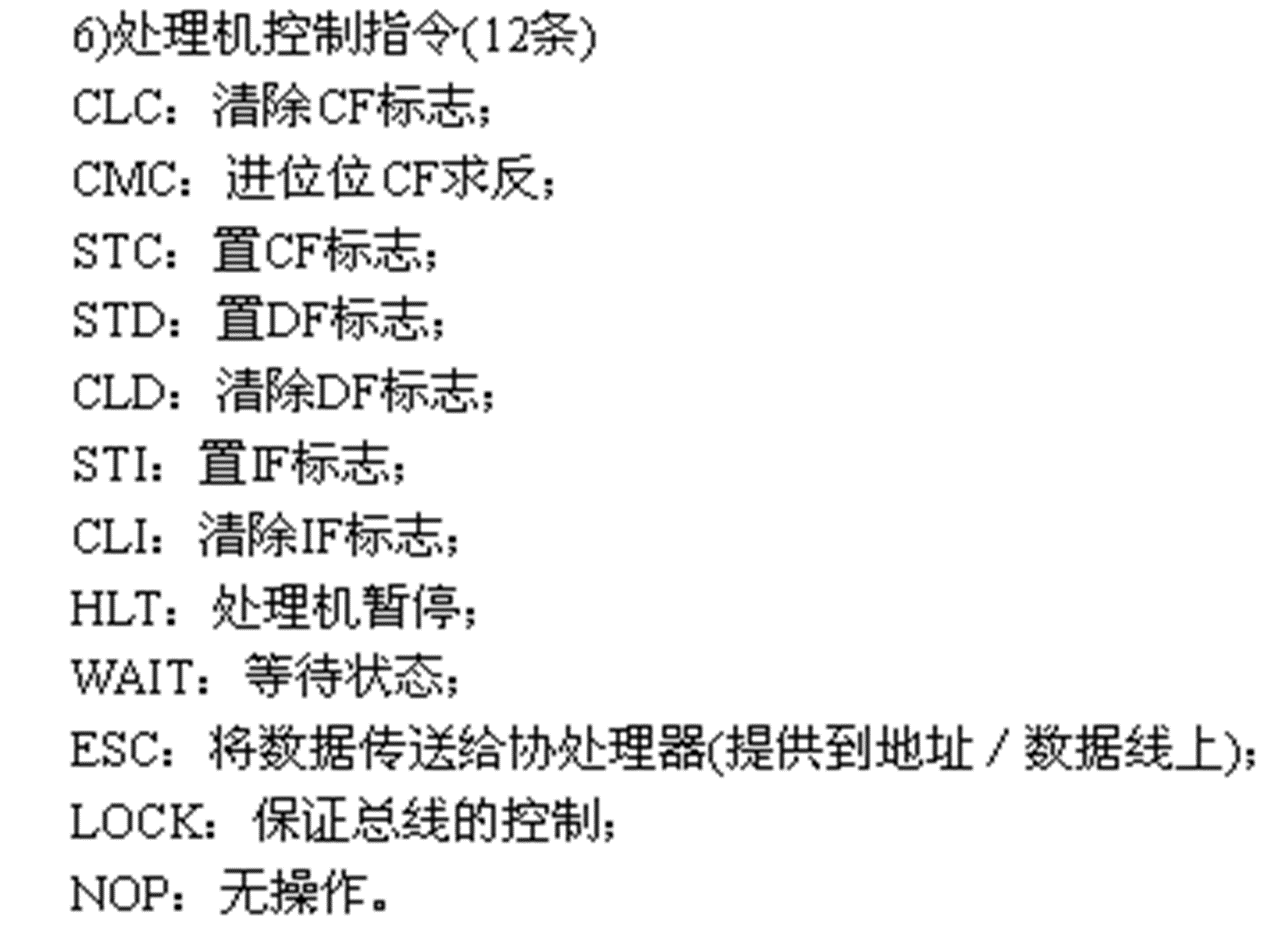 6)处理机控制指令(12条)
CLC：清除CF标志；
CMC：进位位CF求反；
STC：置CF标志；
STD：置DF标志；
CLD：清除DF标志；
STI：置IF标志；
CLI：清除IF标志；
HLT：处理机暂停；
WAIT：等待状态；
ESC：将数据传送给协处理器(提供到地址／数据线上)；
LOCK：保证总线的控制；
NOP：无操作。